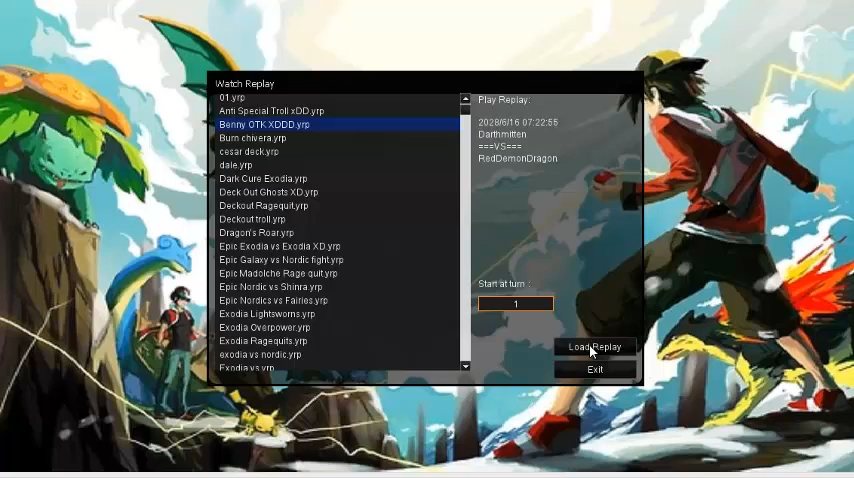 Watch Replay
01.yrp
Anti Special Troll xDD.yrp
Benny OTK XDDD.yrp
Burn chivera.yrp
cesar deck.yrp
dale.yrp
Dark Cure Exodia.yrp
Deck Out Ghosts XD.yrp
Deckout Ragequit.yrp
Deckout troll.yrp
Dragon's Roar.yrp
Epic Exodia vs Exodia XD.yrp
Epic Galaxy vs Nordic fight.yrp
Epic Madolche Rage quit.yrp
Epic Nordic vs Shinra.yrp
Epic Nordics vs Fairies.yrp
Exodia Lightsworns.yrp
Exodia Overpower.yrp
Exodia Ragequits.yrp
exodia vs nordic.yrp
Exodia vs.yrp
Play Replay:
2028/6/16 07:22:55
Darthmitten
===VS===
RedDemonDragon
Start at turn :
1
Load Replay
Exit